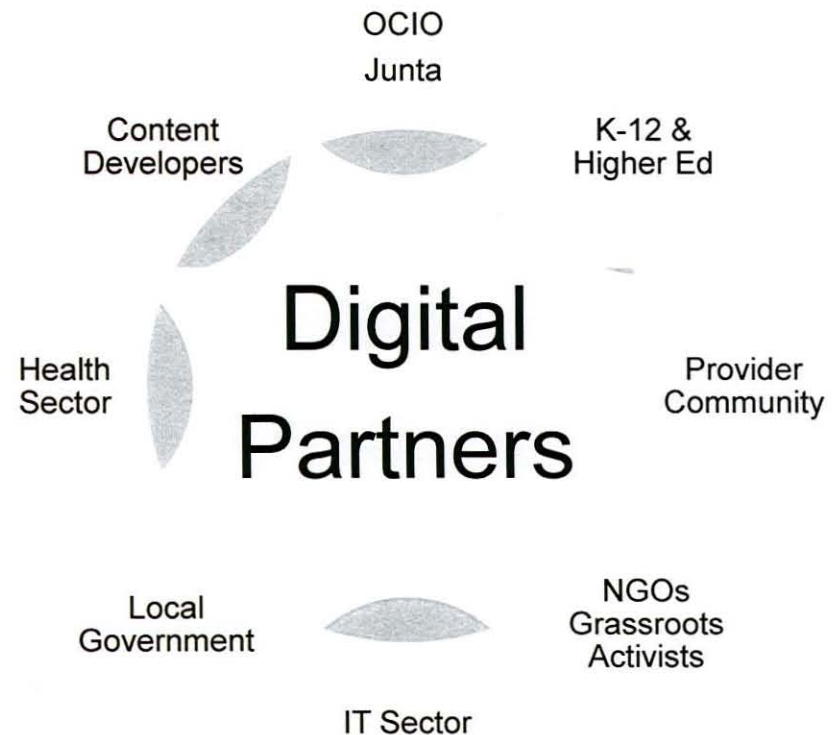 OCIO
Junta
Content
Developers
K-12 &
Higher Ed
Digital
Partners
Health
Sector
Provider
Community
Local
Government
NGOs
Grassroots
Activists
IT Sector